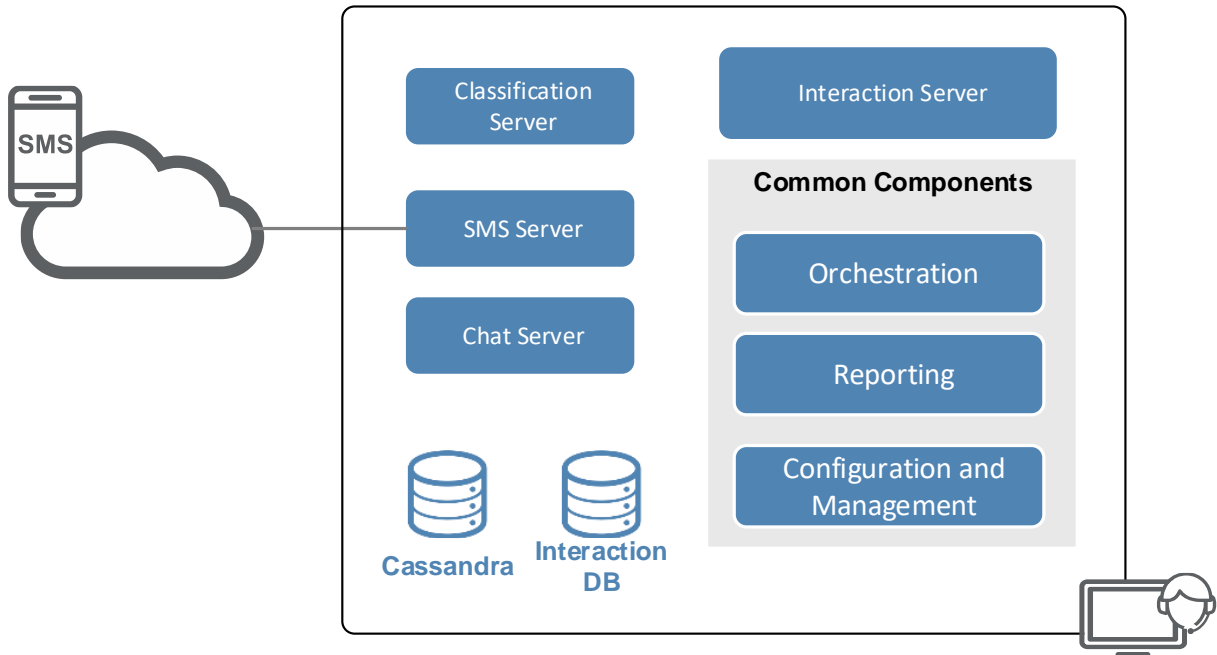 SMS
Classification
Server
SMS Server
Chat Server
Cassandra
Interaction
DB
Interaction Server
Common Components
Orchestration
Reporting
Configuration and
Management